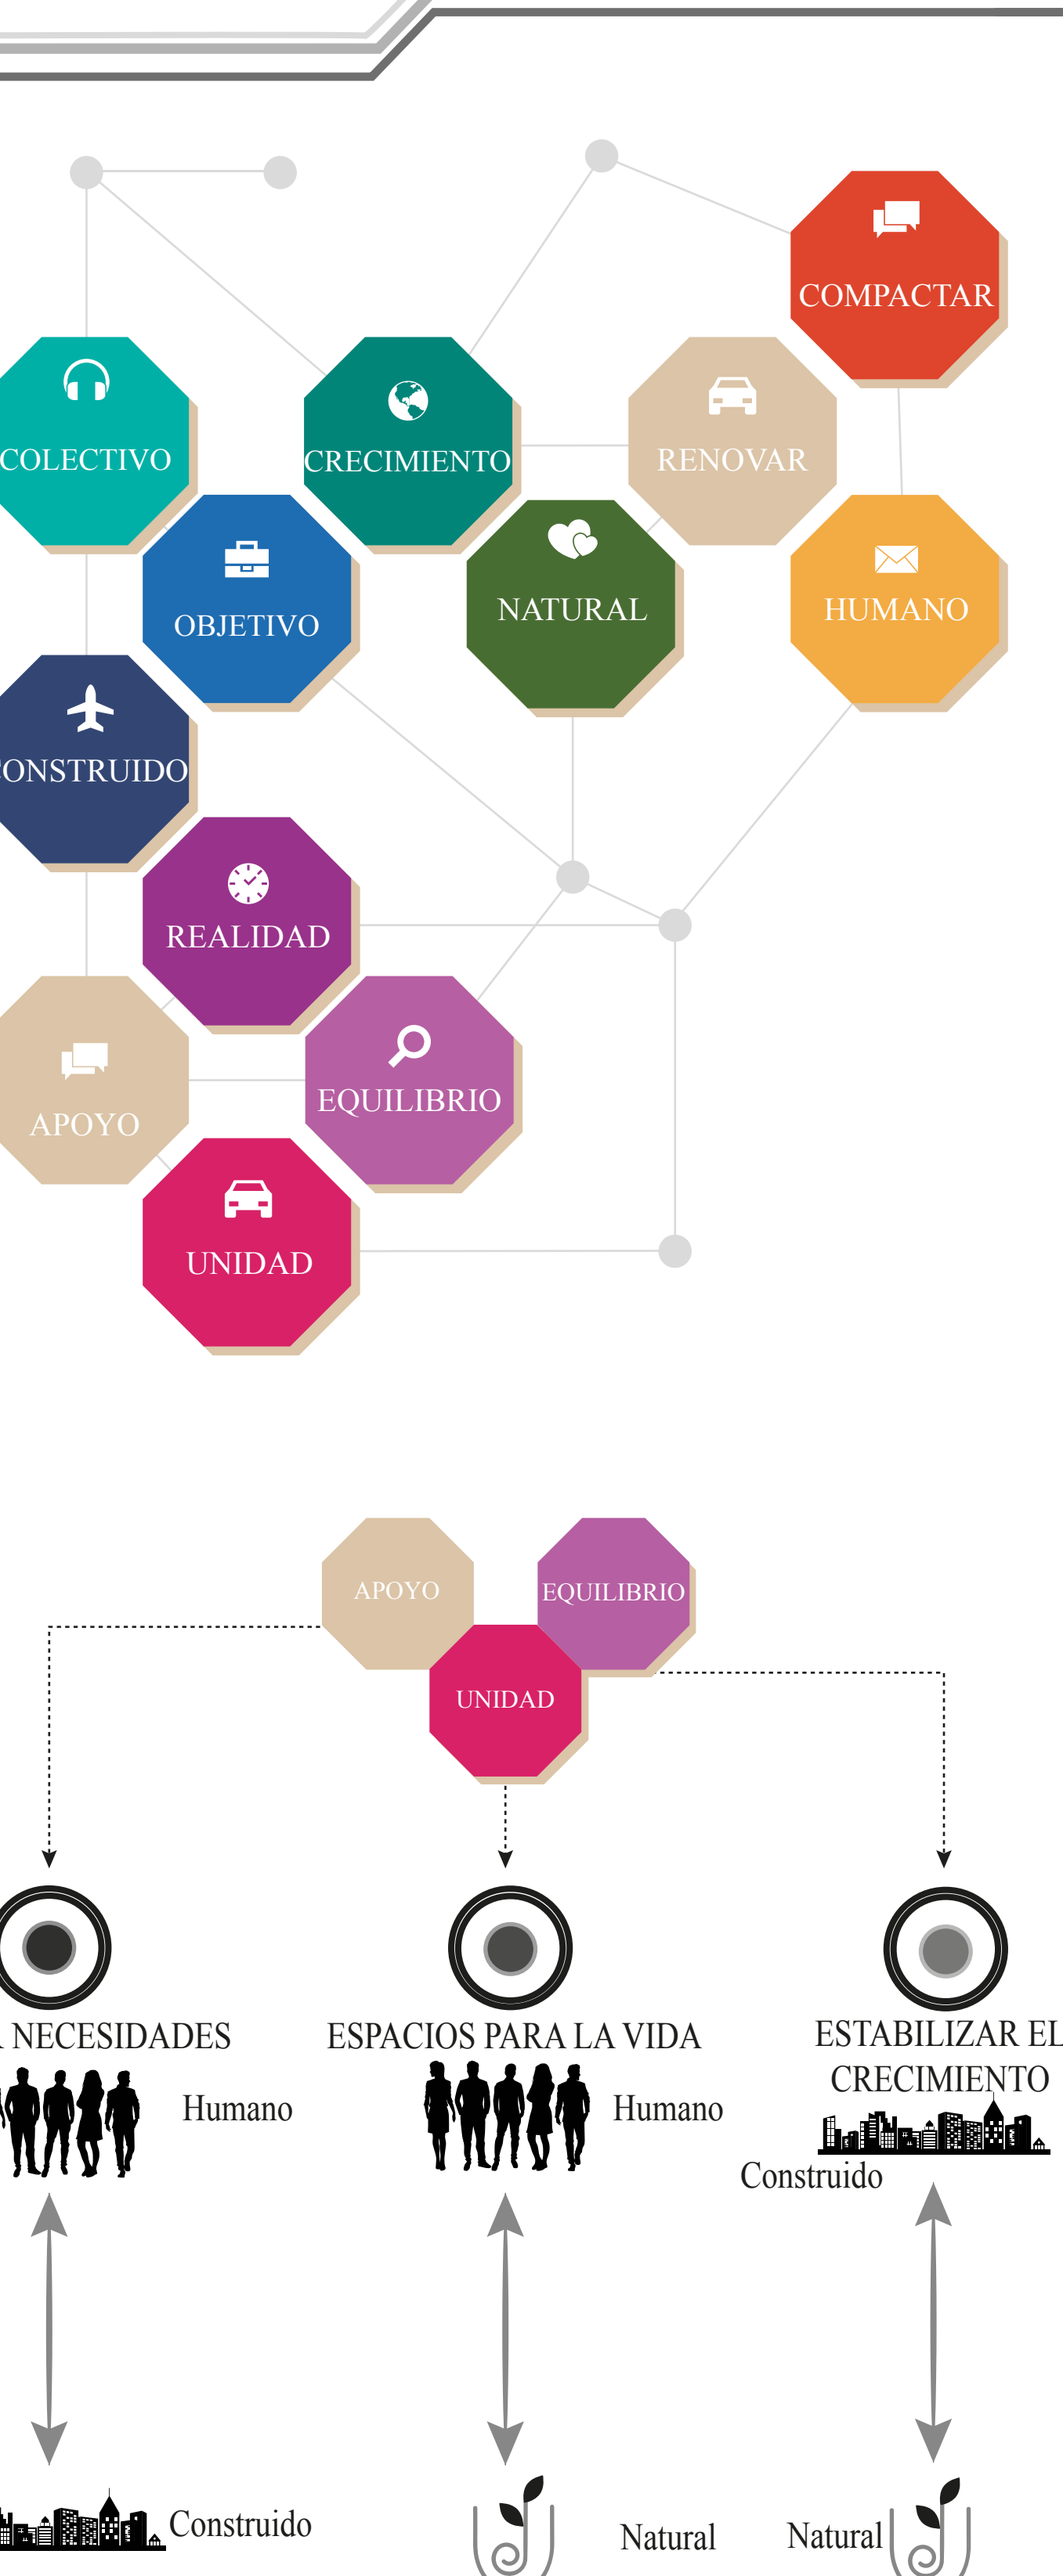 COMPACTAR
COLECTIVO
CRECIMIENTO
RENOVAR
OBJETIVO
NATURAL
HUMANO
ONSTRUIDO
REALIDAD
EQUILIBRIO
APOYO
UNIDAD
APOYO
EQUILIBRIO
UNIDAD
NECESIDADES
ESPACIOS PARA LA VIDA
ESTABILIZAR EL
CRECIMIENTO
Humano
Humano
Construido
Construido
Natural
Natural